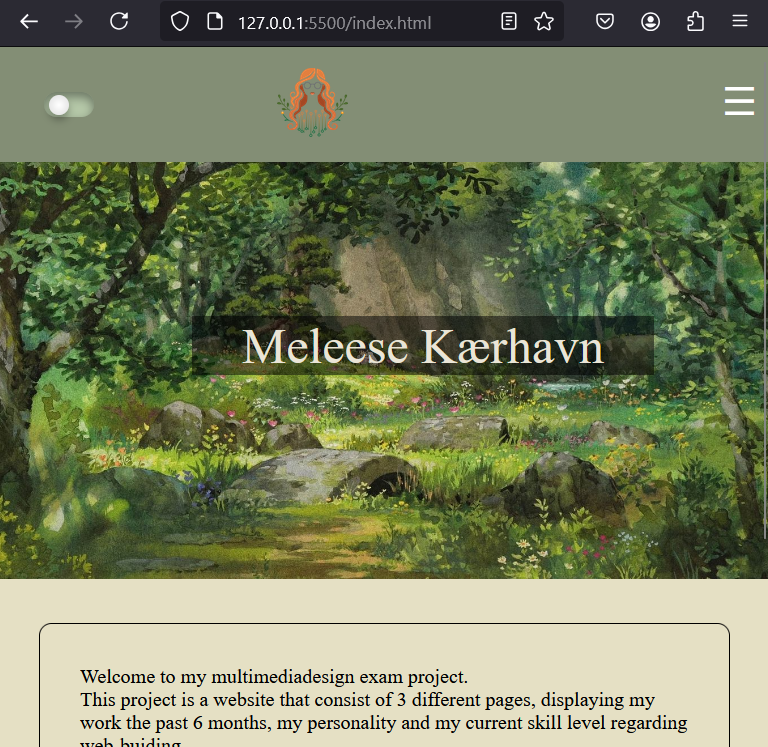 127.0.0.1:5500/index.html
Meleese Kærhavn
Welcome to my multimediadesign exam project.
This project is a website that consist of 3 different pages, displaying my
work the past 6 months, my personality and my current skill level regarding
web-buiding